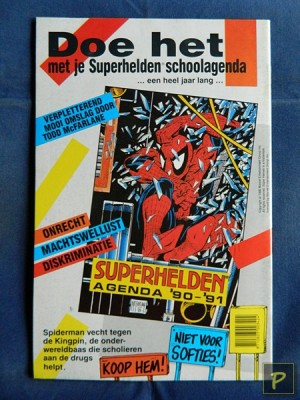 Doe het
met je Superhelden schoolagenda
... een heel jaar lang ...
VERPLETTEREND
MOOI OMSLAG DOOR
TODD McFARLANE
ONRECHT
MACHTSWELLUST
DISKRIMINATIE
SUPERHELDEN
AGENDA '90-'91
Spiderman vecht tegen
de Kingpin, de onder-
wereldbaas die scholieren
aan de drugs
helpt.
KOOP HEM!
NIET VOOR
SOFTIES!
P